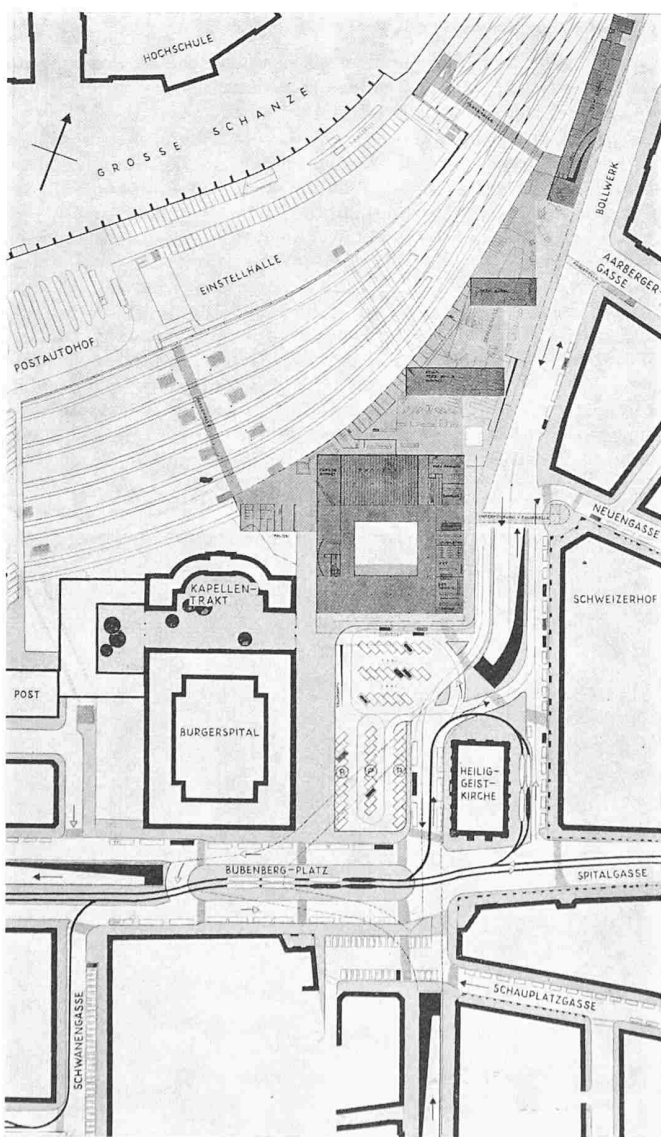 HOCHSCHULE
GROSSE SCHANZE
BOLLWERK
AARBERGER-
GASSE
EINSTELLHALLE
POSTAUTOHOF
NEUENGASSE
KAPELLEN-
TRAKT
SCHWEIZERHOF
POST
BURGERSPITAL
P
P
P
HEILIG-
GEIST-
KIRCHE
BUBENBERG-PLATZ
SPITALGASSE
SCHAUPLATZGASSE
SCHWANENGASSE